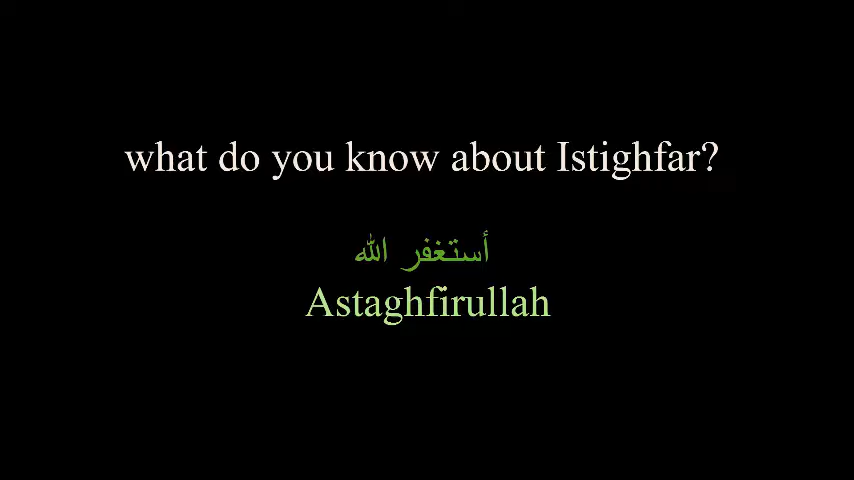 what do you know about Istighfar?
أستغفر الله
Astaghfirullah